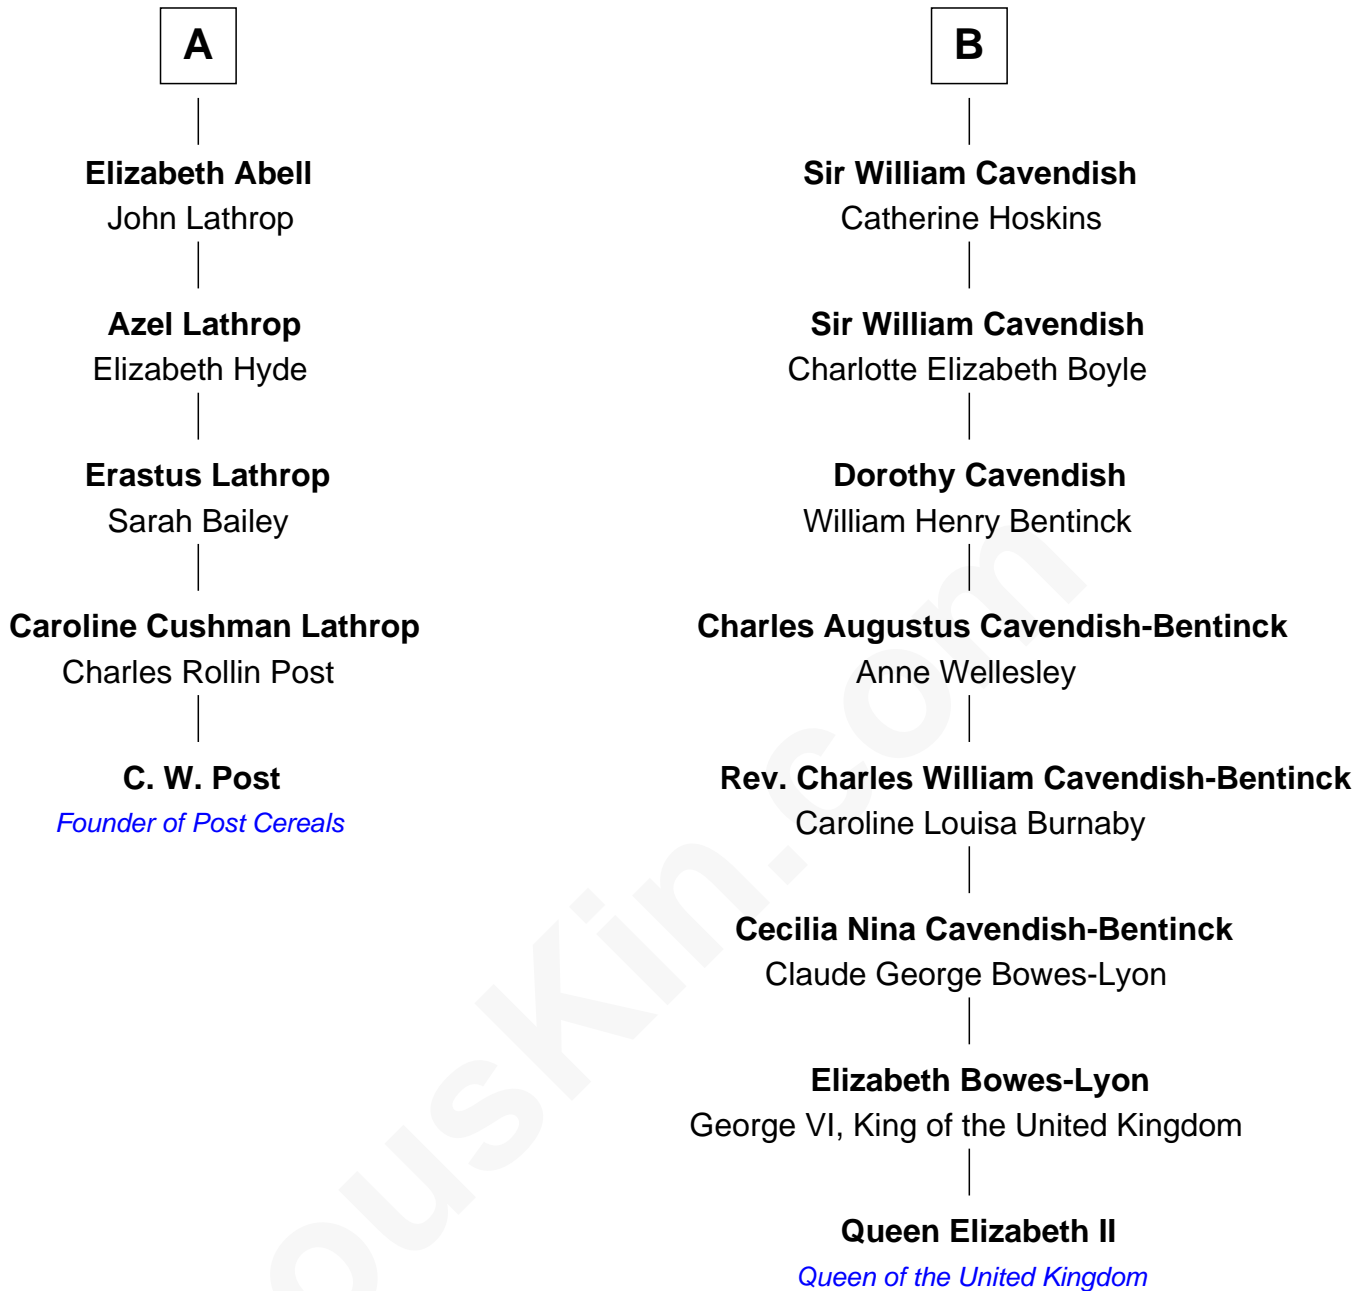 A
Elizabeth Abell
John Lathrop
Azel Lathrop
Elizabeth Hyde
Erastus Lathrop
Sarah Bailey
Caroline Cushman Lathrop
Charles Rollin Post
C. W. Post
Founder of Post Cereals
B
Sir William Cavendish
Catherine Hoskins
Sir William Cavendish
Charlotte Elizabeth Boyle
Dorothy Cavendish
William Henry Bentinck
Charles Augustus Cavendish-Bentinck
Anne Wellesley
Rev. Charles William Cavendish-Bentinck
Caroline Louisa Burnaby
Cecilia Nina Cavendish-Bentinck
Claude George Bowes-Lyon
Elizabeth Bowes-Lyon
George VI, King of the United Kingdom
Queen Elizabeth II
Queen of the United Kingdom
ousKin.com